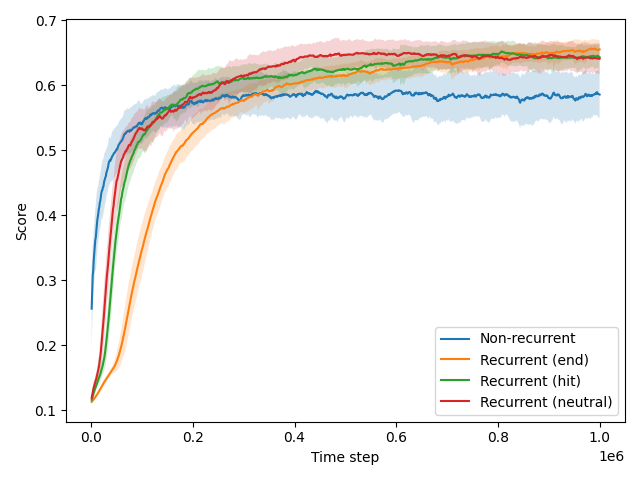 0.7
0.6
0.5
0.4
0.3
0.2
0.1
Score
Non-recurrent
Recurrent (end)
Recurrent (hit)
Recurrent (neutral)
0.0 0.2 0.4 0.6 0.8 1.0
Time step
1e6